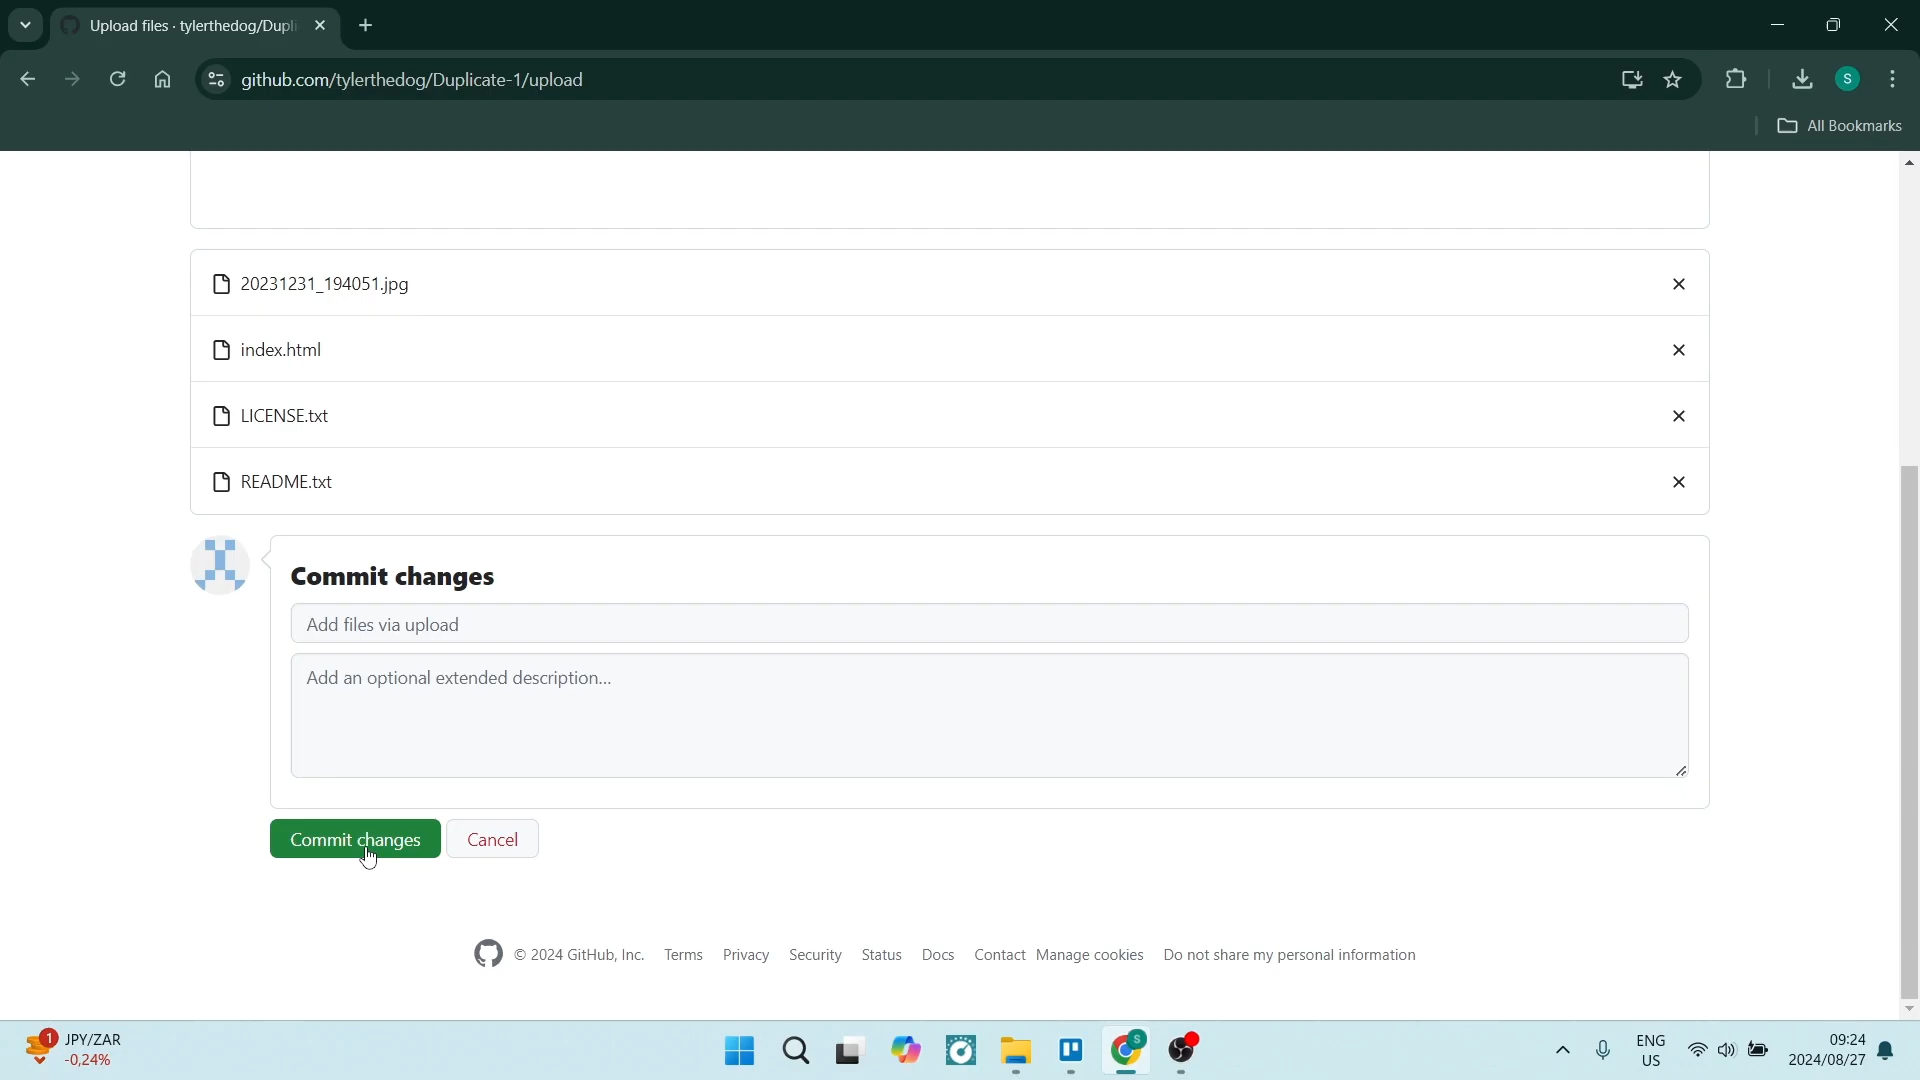 Upload files · tylerthedog/Dupli
github.com/tylerthedog/Duplicate-1/upload
S
All Bookmarks
20231231_194051.jpg
index.html
LICENSE.txt
README.txt
Commit changes
Add files via upload
Add an optional extended description...
Commit changes
Cancel
© 2024 GitHub, Inc. Terms Privacy Security Status Docs Contact Manage cookies Do not share my personal information
1
JPY/ZAR
-0,24%
S
ENG
US
09:24
2024/08/27